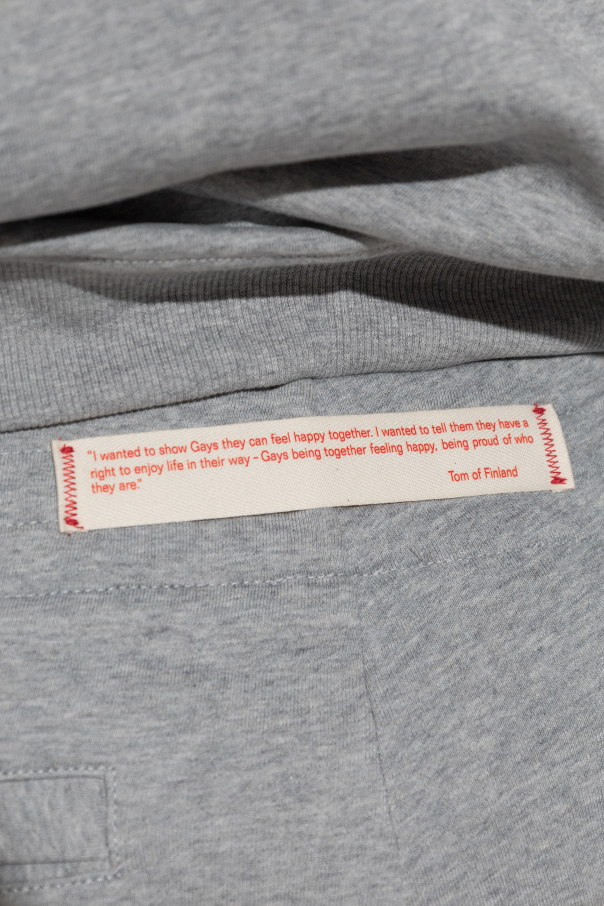 "I wanted to show Gays they can feel happy together. I wanted to tell them they have a
right to enjoy life in their way – Gays being together feeling happy, being proud of who
they are."
Tom of Finland